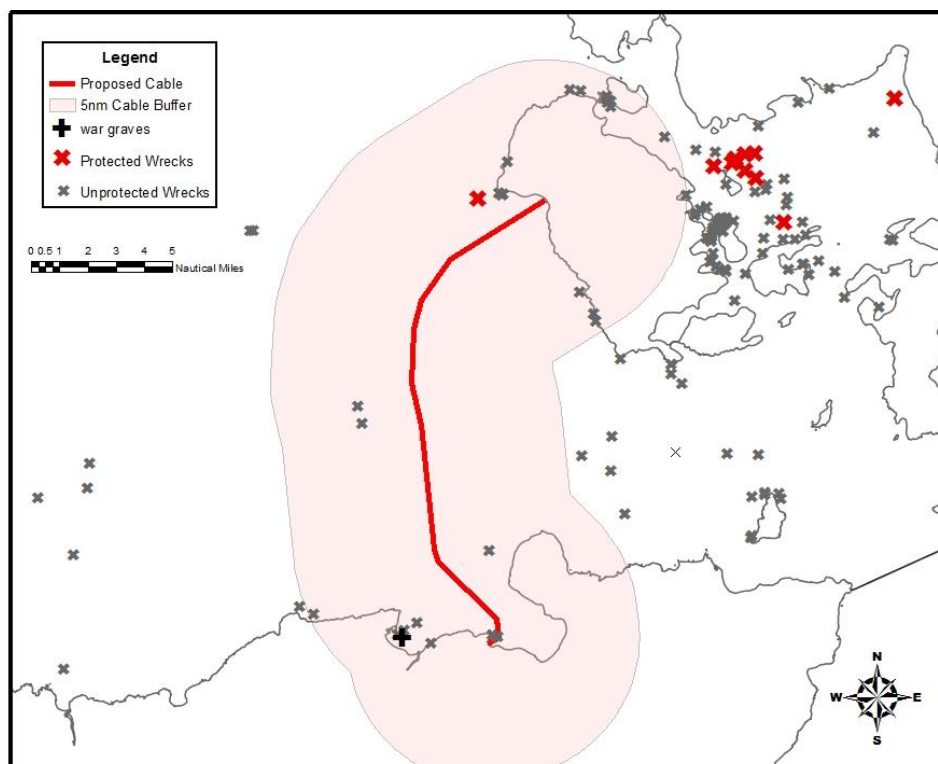 Legend
Proposed Cable
5nm Cable Buffer
war graves
Protected Wrecks
Unprotected Wrecks
0 0.5 1 2 3 4 5
Nautical Miles
N
W E
S